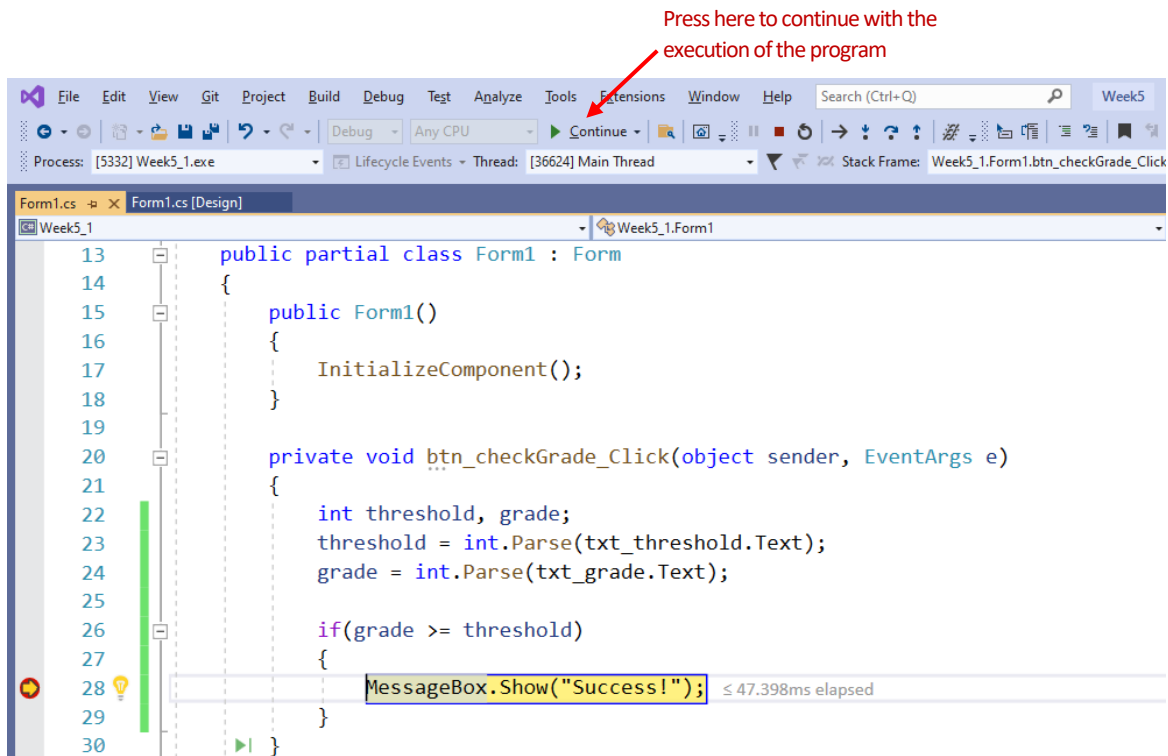 Press here to continue with the
execution of the program
File Edit View Git Project Build Debug Test Analyze Tools Extensions Window Help Search (Ctrl+Q) Week5
Debug Any CPU Continue
Process: [5332] Week5_1.exe Lifecycle Events Thread: [36624] Main Thread Stack Frame: Week5_1.Form1.btn_checkGrade_Click
Form1.cs Form1.cs [Design]
C# Week5_1 Week5_1.Form1
13 public partial class Form1 : Form
14 {
15 public Form1()
16 {
17 InitializeComponent();
18 }
19
20 private void btn_checkGrade_Click(object sender, EventArgs e)
21 {
22 int threshold, grade;
23 threshold = int.Parse(txt_threshold.Text);
24 grade = int.Parse(txt_grade.Text);
25
26 if(grade >= threshold)
27 {
28 MessageBox.Show("Success!"); ≤ 47.398ms elapsed
29 }
30 }